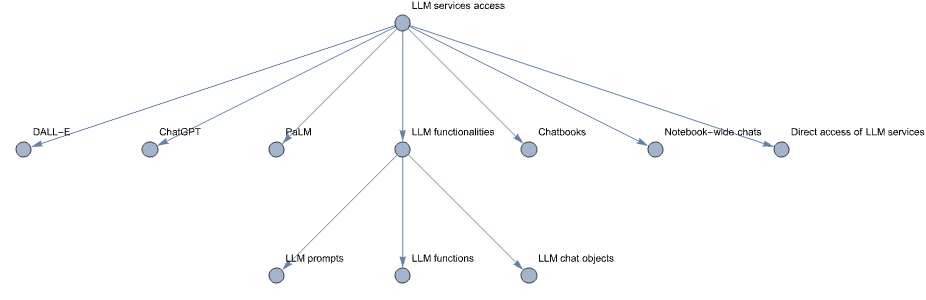 LLM services access
DALL-E
ChatGPT
PaLM
LLM functionalities
Chatbooks
Notebook-wide chats
Direct access of LLM services
LLM prompts
LLM functions
LLM chat objects